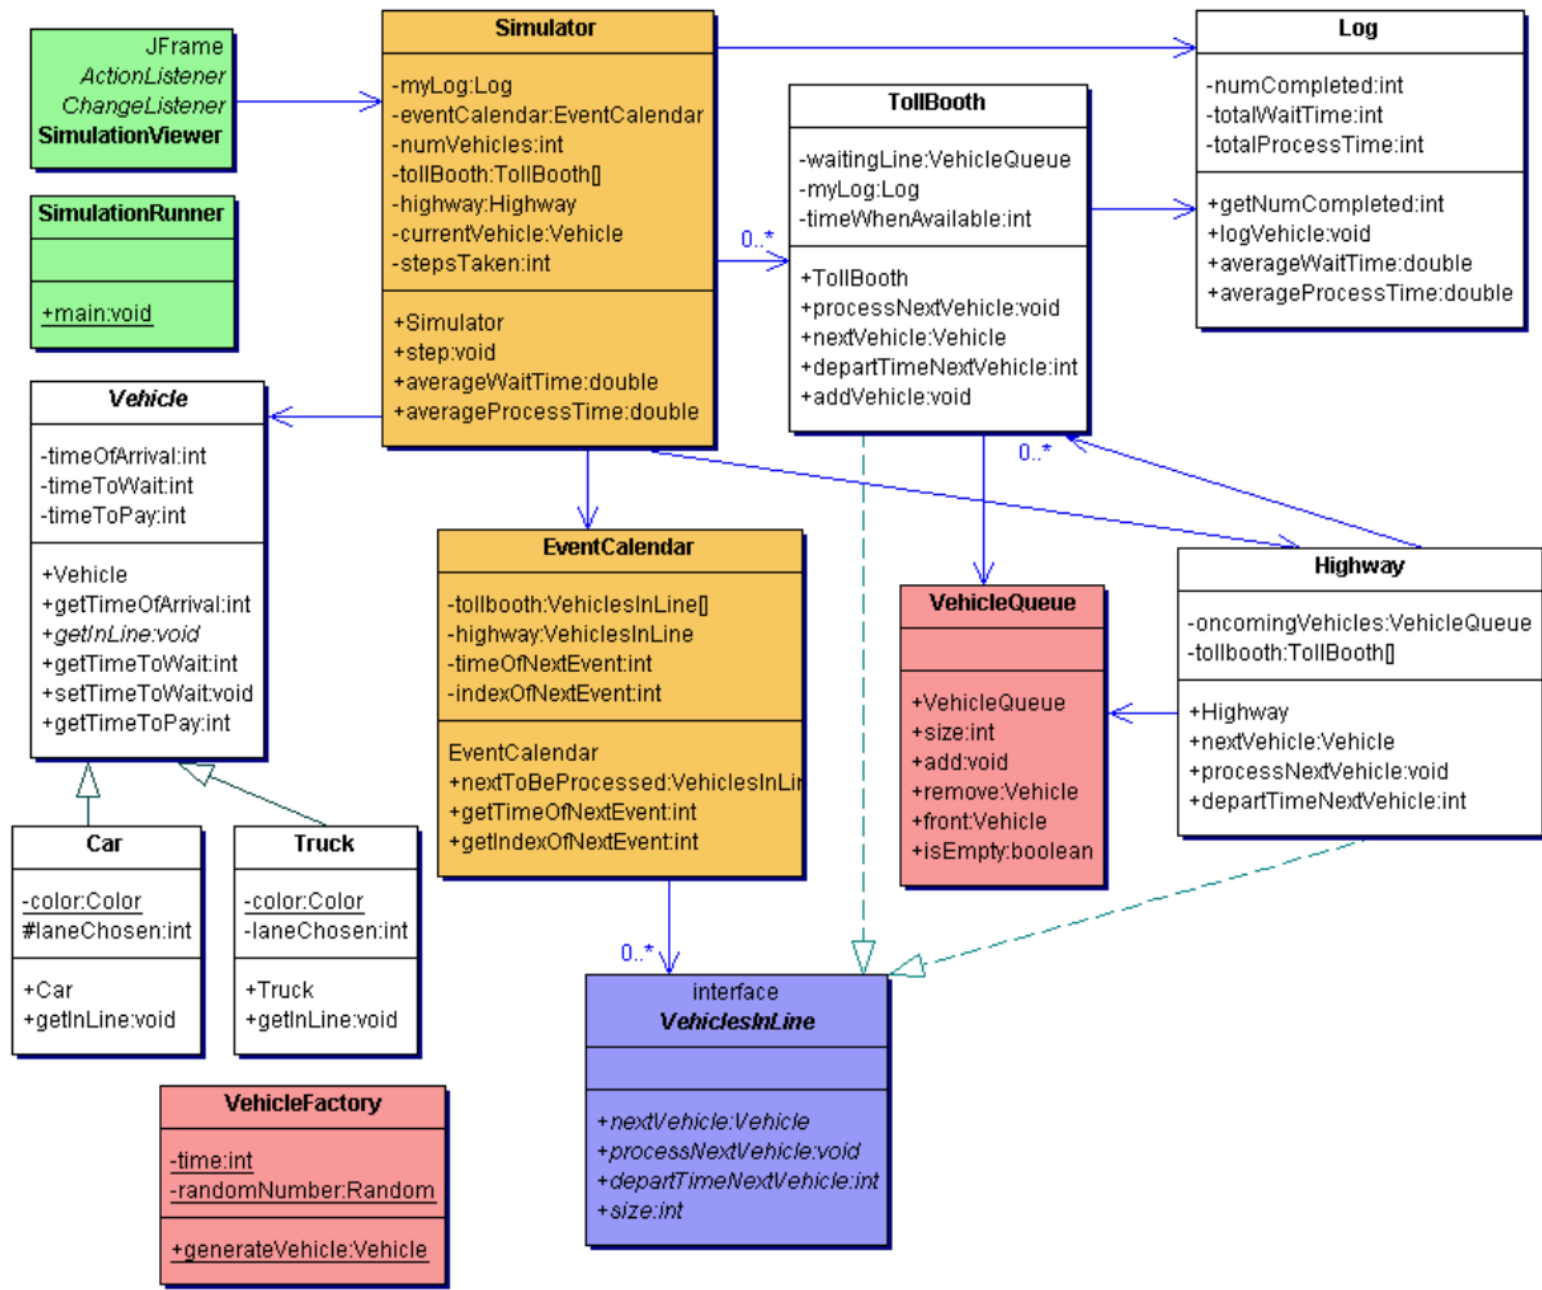 JFrame
ActionListener
ChangeListener
SimulationViewer
SimulationRunner
+main:void
Simulator
-myLog:Log
-eventCalendar:EventCalendar
-numVehicles:int
-tollBooth:TollBooth[]
-highway:Highway
-currentVehicle:Vehicle
-stepsTaken:int
+Simulator
+step:void
+averageWaitTime:double
+averageProcessTime:double
0..*
TollBooth
-waitingLine:VehicleQueue
-myLog:Log
-timeWhenAvailable:int
+TollBooth
+processNextVehicle:void
+nextVehicle:Vehicle
+departTimeNextVehicle:int
+addVehicle:void
0..*
Log
-numCompleted:int
-totalWaitTime:int
-totalProcessTime:int
+getNumCompleted:int
+logVehicle:void
+averageWaitTime:double
+averageProcessTime:double
Vehicle
-timeOfArrival:int
-timeToWait:int
-timeToPay:int
+Vehicle
+getTimeOfArrival:int
+getInLine:void
+getTimeToWait:int
+setTimeToWait:void
+getTimeToPay:int
EventCalendar
-tollbooth:VehiclesInLine[]
-highway:VehiclesInLine
-timeOfNextEvent:int
-indexOfNextEvent:int
EventCalendar
+nextToBeProcessed:VehiclesInLin
+getTimeOfNextEvent:int
+getIndexOfNextEvent:int
0..*
VehicleQueue
+VehicleQueue
+size:int
+add:void
+remove:Vehicle
+front:Vehicle
+isEmpty:boolean
Highway
-oncomingVehicles:VehicleQueue
-tollbooth:TollBooth[]
+Highway
+nextVehicle:Vehicle
+processNextVehicle:void
+departTimeNextVehicle:int
Car
-color:Color
#laneChosen:int
+Car
+getInLine:void
Truck
-color:Color
-laneChosen:int
+Truck
+getInLine:void
interface
VehiclesInLine
+nextVehicle:Vehicle
+processNextVehicle:void
+departTimeNextVehicle:int
+size:int
VehicleFactory
-time:int
-randomNumber:Random
+generateVehicle:Vehicle